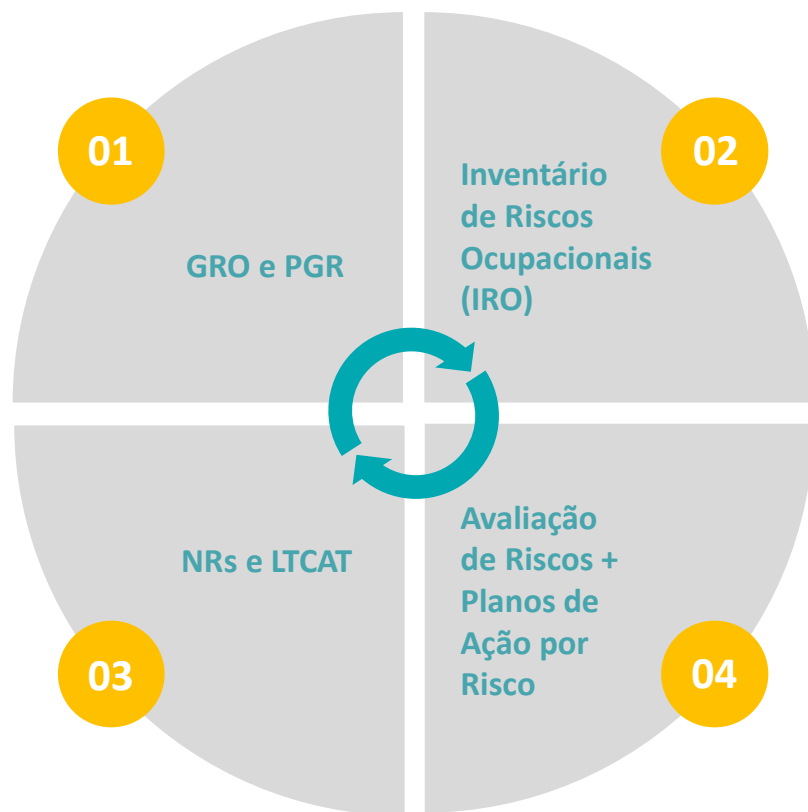 01
GRO e PGR
02
Inventário
de Riscos
Ocupacionais
(IRO)
03
NRs e LTCAT
04
Avaliação
de Riscos +
Planos de
Ação por
Risco